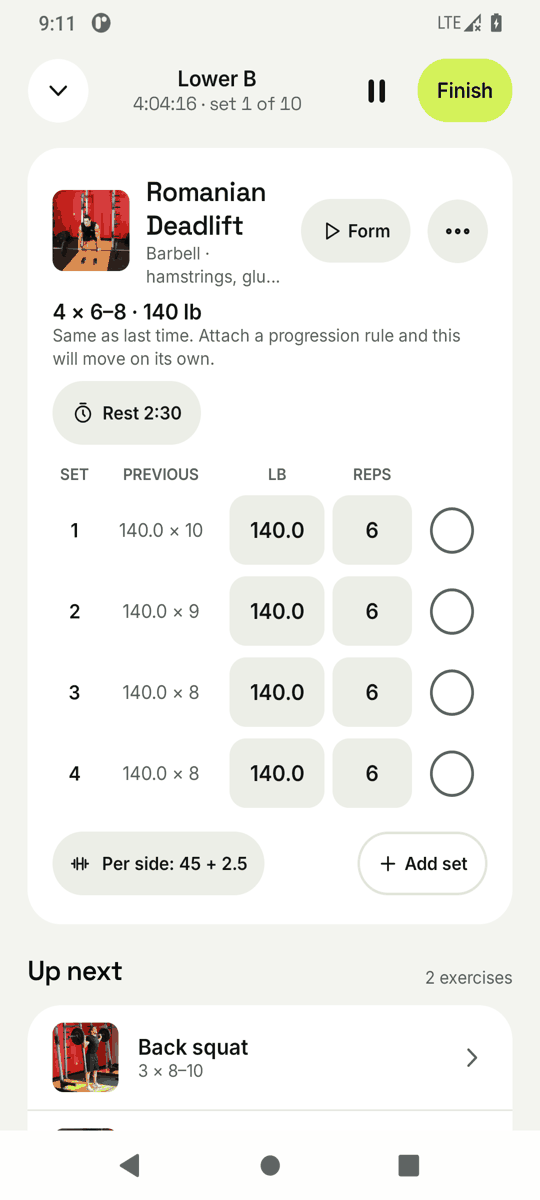 9:11
LTE
Lower B
4:04:16 · set 1 of 10
Finish
Romanian
Deadlift
Barbell ·
hamstrings, glu...
Form
4 × 6–8 · 140 lb
Same as last time. Attach a progression rule and this
will move on its own.
Rest 2:30
SET PREVIOUS LB REPS
1 140.0 × 10 140.0 6
2 140.0 × 9 140.0 6
3 140.0 × 8 140.0 6
4 140.0 × 8 140.0 6
Per side: 45 + 2.5
Add set
Up next
2 exercises
Back squat
3 × 8–10